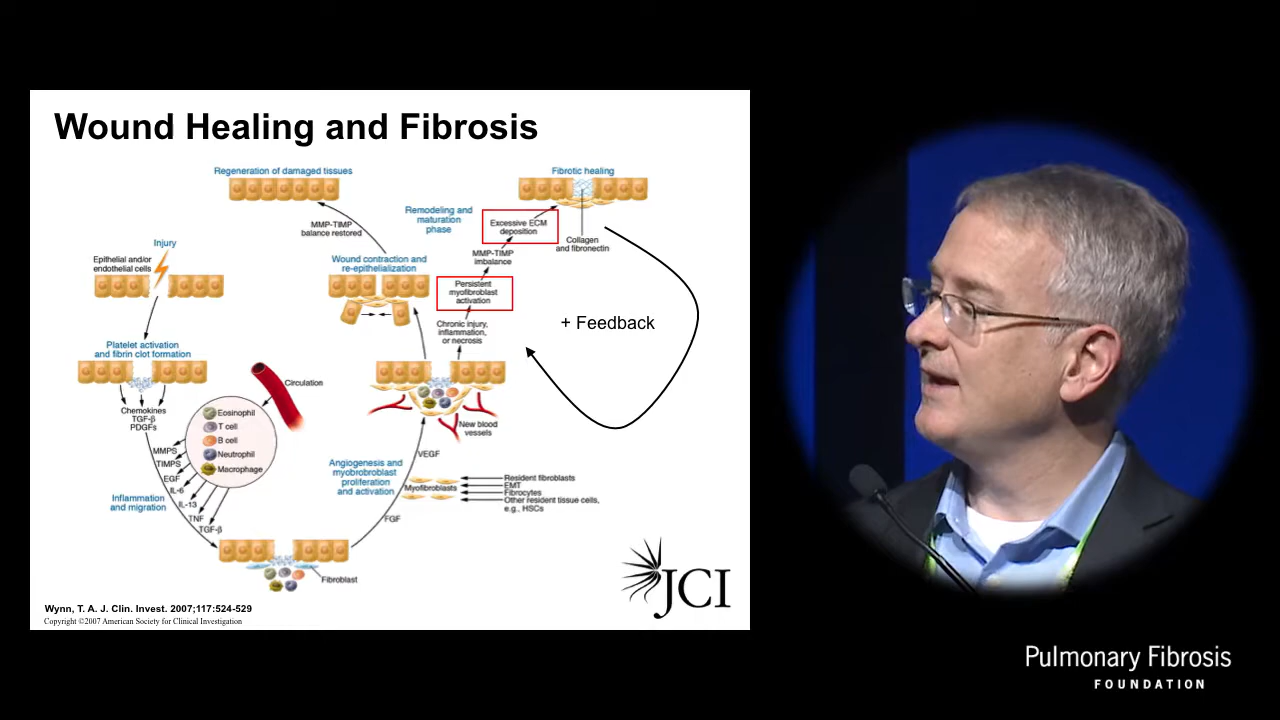 Wound Healing and Fibrosis
Regeneration of damaged tissues
Fibrotic healing
MMP-TIMP
balance restored
Remodeling and
maturation
phase
Excessive ECM
deposition
Collagen
and fibronectin
Injury
Epithelial and/or
endothelial cells
Wound contraction and
re-epithelialization
MMP-TIMP
imbalance
Persistent
myofibroblast
activation
+ Feedback
Chronic injury,
inflammation,
or necrosis
Platelet activation
and fibrin clot formation
Circulation
Chemokines
TGF-β
PDGFs
Eosinophil
T cell
B cell
Neutrophil
Macrophage
New blood
vessels
MMPS
TIMPS
EGF
IL-6
IL-13
TNF
TGF-β
VEGF
Angiogenesis and
myobrobroblast
proliferation
and activation
Myofibroblasts
Resident fibroblasts
EMT
Fibrocytes
Other resident tissue cells,
e.g., HSCs
Inflammation
and migration
FGF
Fibroblast
JCI
Wynn, T. A. J. Clin. Invest. 2007;117:524-529
Copyright ©2007 American Society for Clinical Investigation
Pulmonary Fibrosis
FOUNDATION